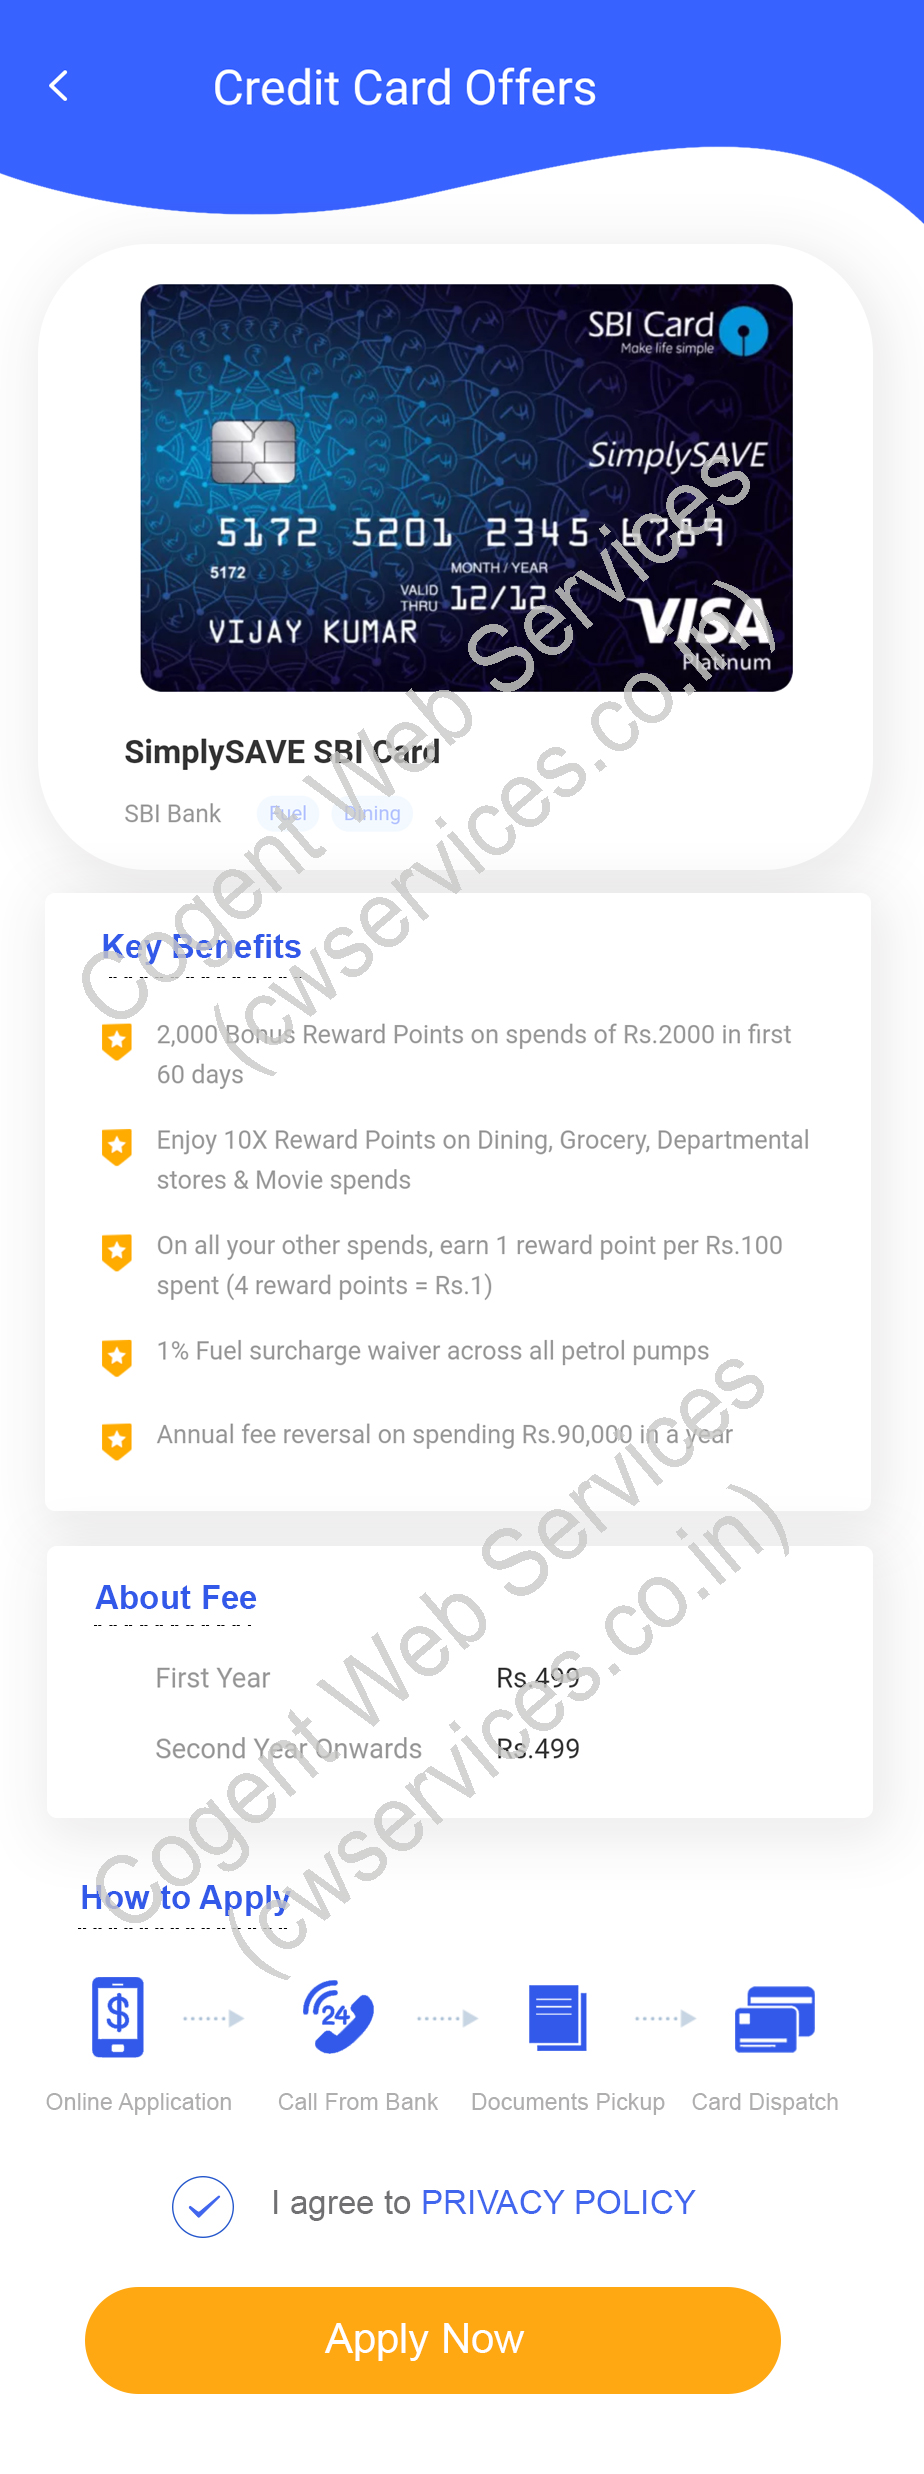 Credit Card Offers
SBI Card
Make life simple
SimplySAVE
5172 5201 2345 6789
5172
MONTH / YEAR
VALID THRU 12/12
VIJAY KUMAR
VISA
Platinum
SimplySAVE SBI Card
SBI Bank Fuel Dining
Key Benefits
2,000 Bonus Reward Points on spends of Rs.2000 in first
60 days
Enjoy 10X Reward Points on Dining, Grocery, Departmental
stores & Movie spends
On all your other spends, earn 1 reward point per Rs.100
spent (4 reward points = Rs.1)
1% Fuel surcharge waiver across all petrol pumps
Annual fee reversal on spending Rs.90,000 in a year
About Fee
First Year Rs.499
Second Year Onwards Rs.499
How to Apply
$
24
Online Application Call From Bank Documents Pickup Card Dispatch
I agree to PRIVACY POLICY
Apply Now
Cogent Web Services
(cwservices.co.in)
Cogent Web Services
(cwservices.co.in)